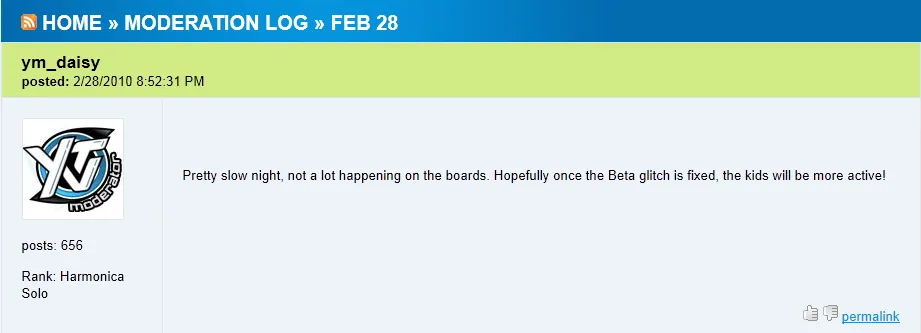 HOME » MODERATION LOG » FEB 28
ym_daisy
posted: 2/28/2010 8:52:31 PM
YTV
moderator
Pretty slow night, not a lot happening on the boards. Hopefully once the Beta glitch is fixed, the kids will be more active!
posts: 656
Rank: Harmonica
Solo
permalink